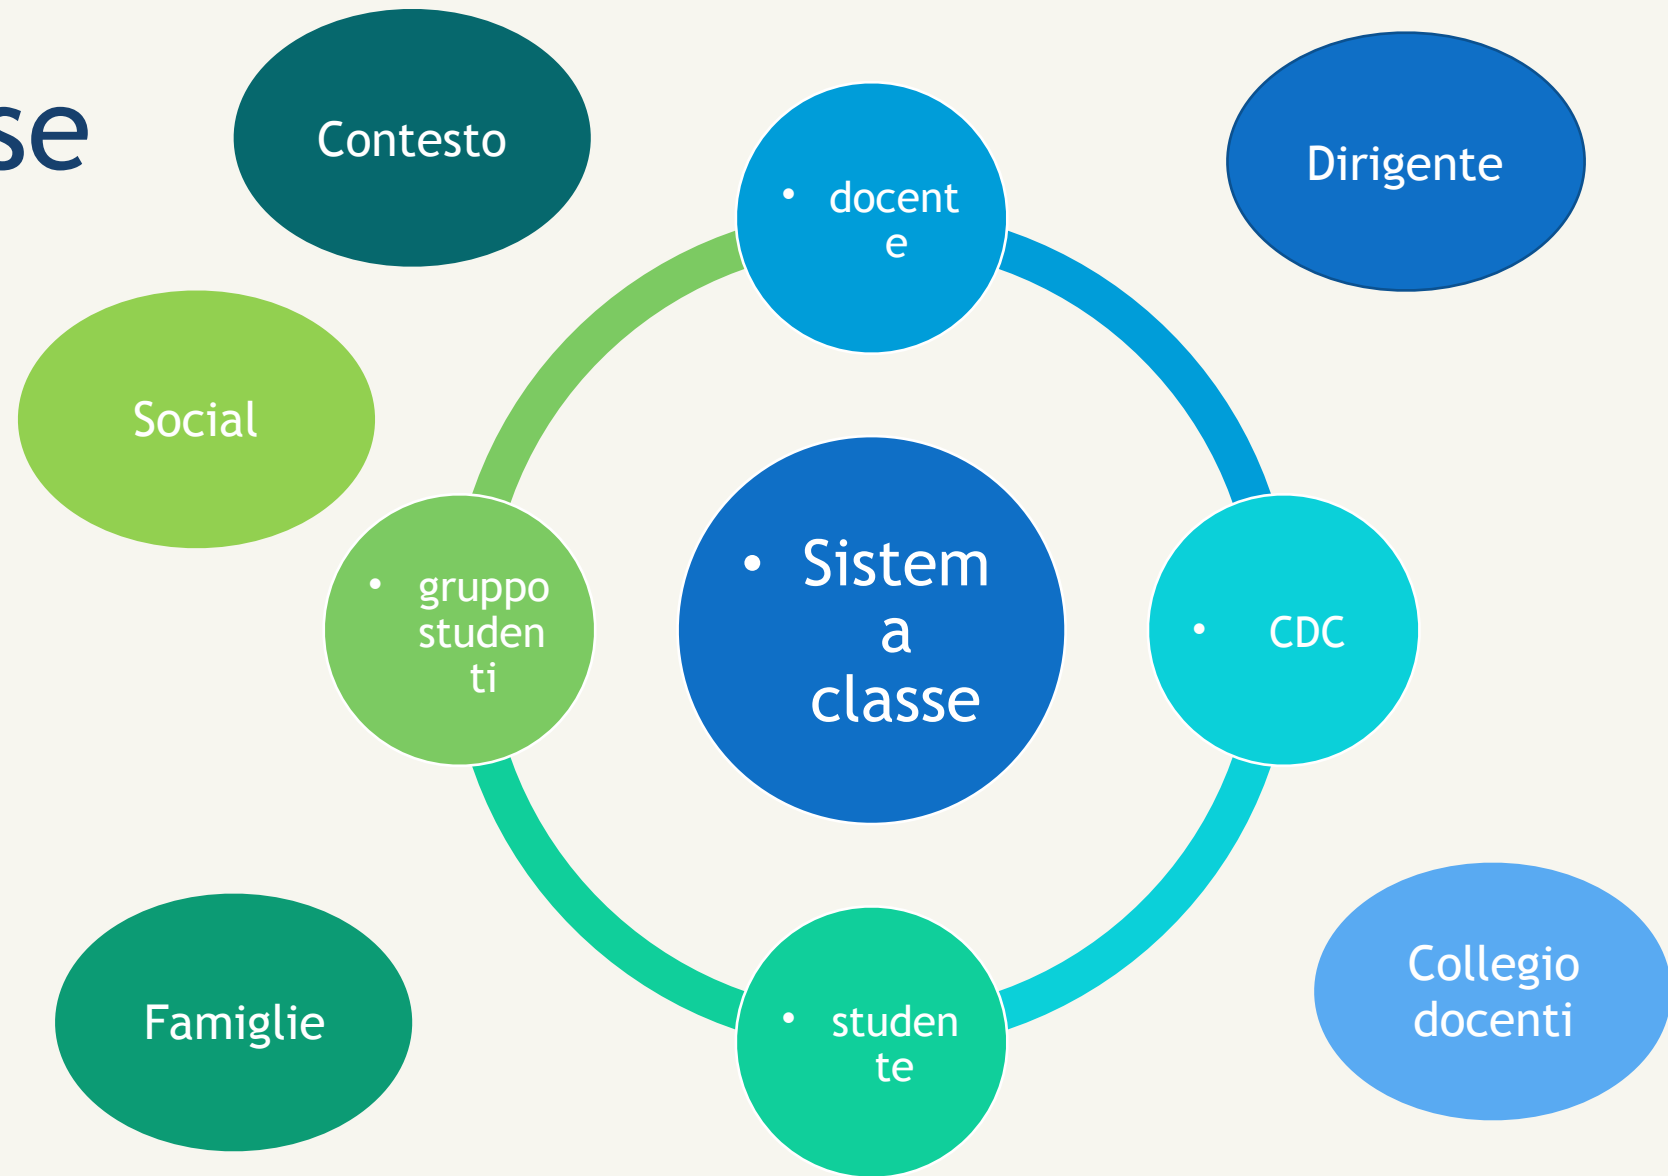 se
Contesto
Dirigente
• docent
e
Social
• Sistem
a
classe
• gruppo
studen
ti
• CDC
Famiglie
• studen
te
Collegio
docenti